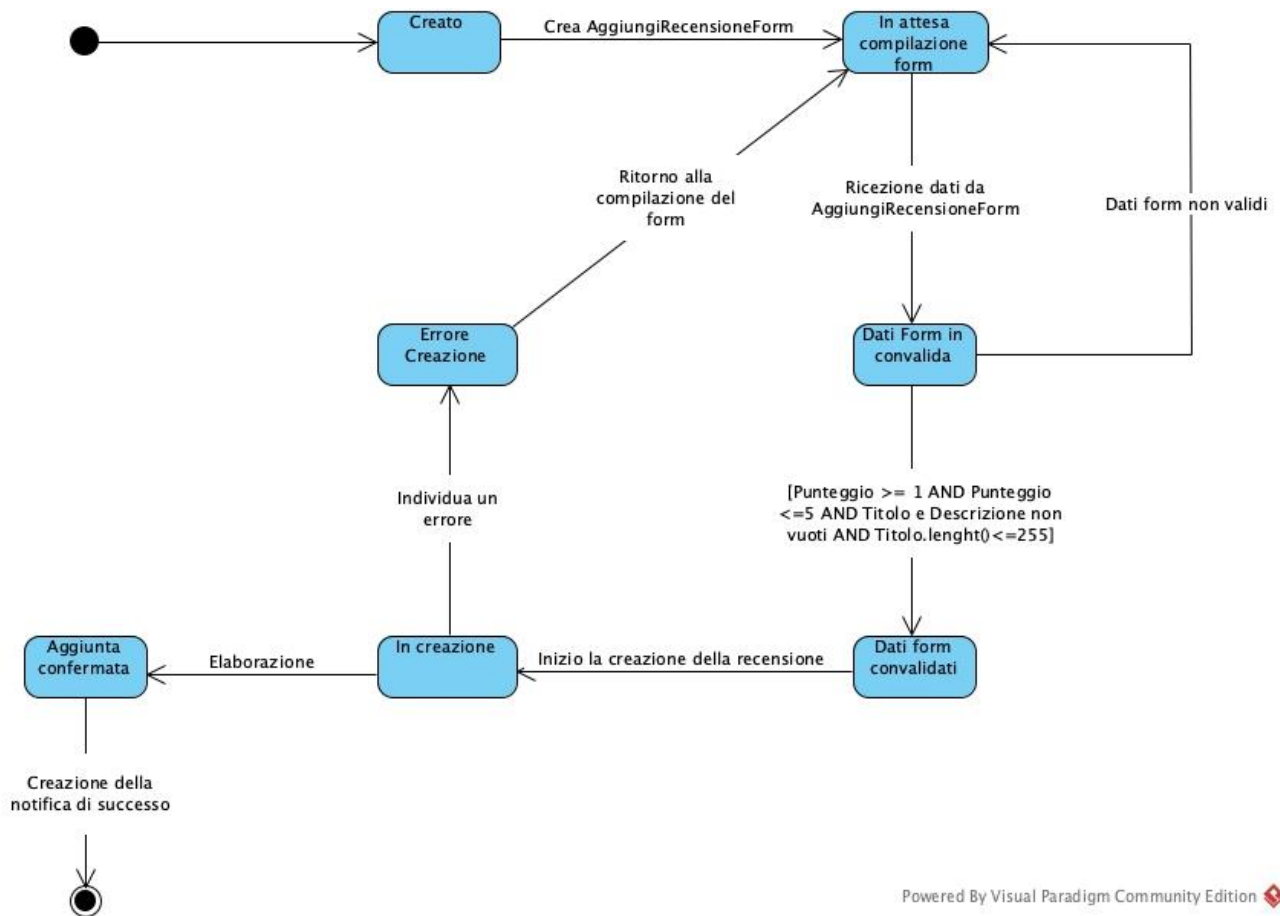 Creato
Crea AggiungiRecensioneForm
In attesa
compilazione
form
Ritorno alla
compilazione del
form
Ricezione dati da
AggiungiRecensioneForm
Dati form non validi
Errore
Creazione
Dati Form in
convalida
Individua un
errore
[Punteggio >= 1 AND Punteggio
<=5 AND Titolo e Descrizione non
vuoti AND Titolo.lenght()<=255]
Aggiunta
confermata
Elaborazione
In creazione
Inizio la creazione della recensione
Dati form
convalidati
Creazione della
notifica di successo
Powered By Visual Paradigm Community Edition